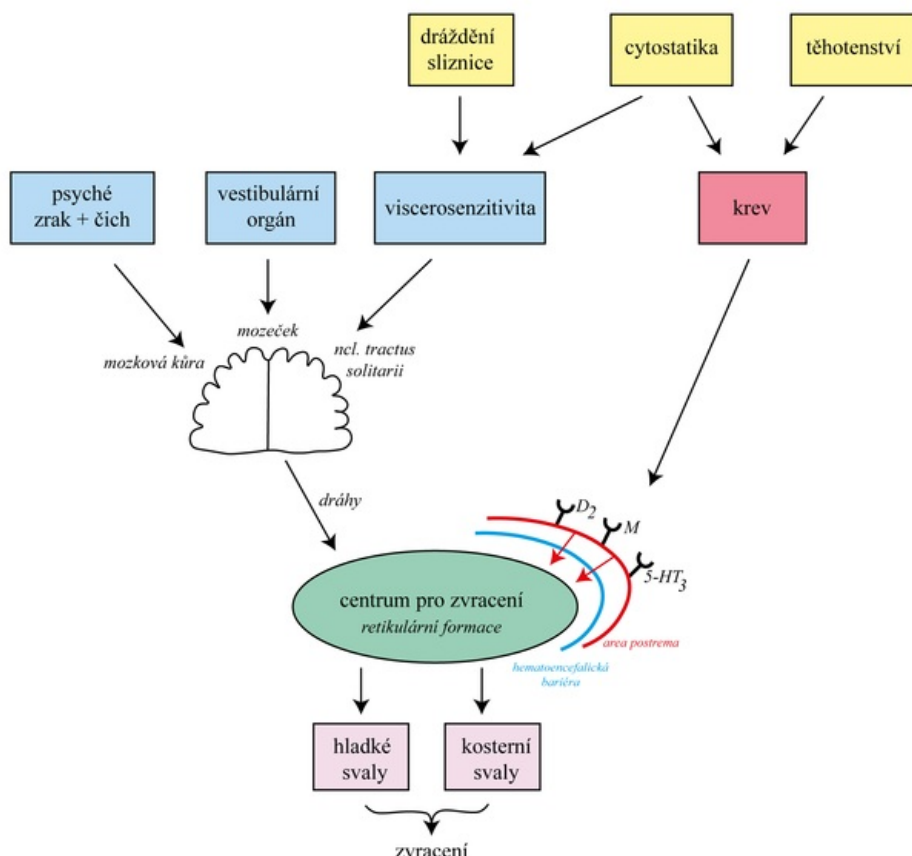 dráždění
sliznice
cytostatika
těhotenství
psyché
zrak + čich
vestibulární
orgán
viscerosenzitivita
krev
mozková kůra
mozeček
ncl. tractus
solitarii
dráhy
D2
M
5-HT3
centrum pro zvracení
retikulární formace
area postrema
hematoencefalická
bariéra
hladké
svaly
kosterní
svaly
zvracení